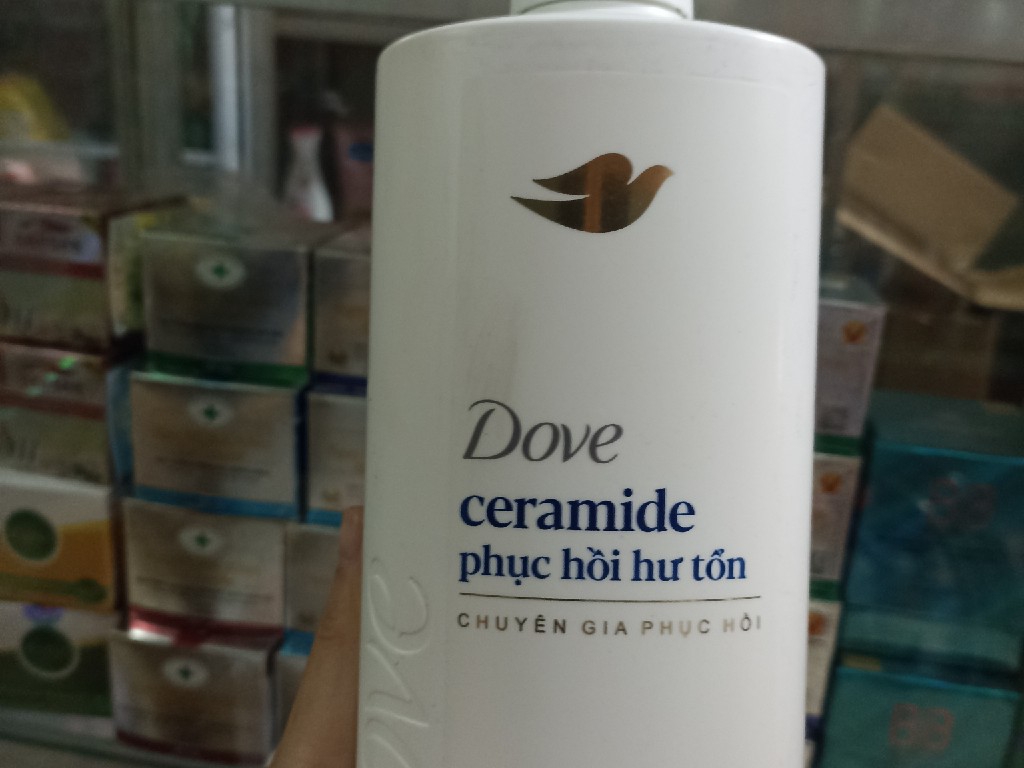 Dove
ceramide
phục hồi hư tổn
CHUYÊN GIA PHỤC HỒI